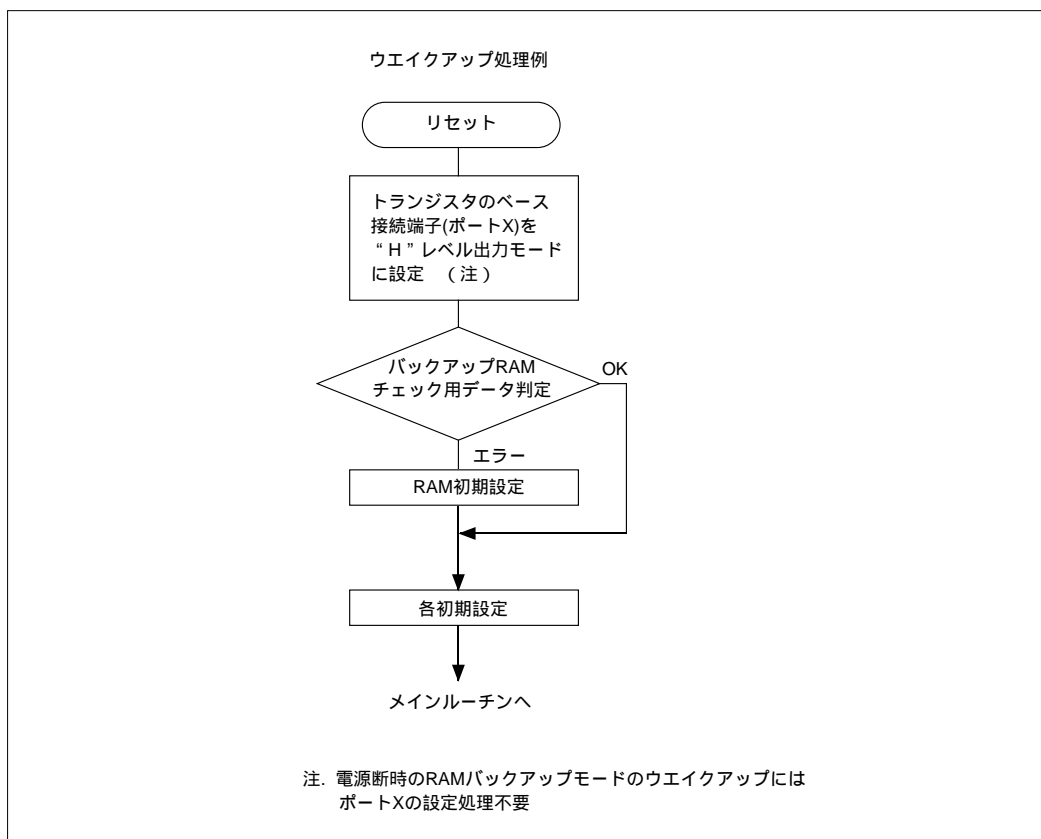 ウエイクアップ処理例
リセット
トランジスタのベース
接続端子(ポートX)を
“ H ” レベル出力モード
に設定 （ 注 ）
バックアップRAM
チェック用データ判定
OK
エラー
RAM初期設定
各初期設定
メインルーチンへ
注. 電源断時のRAMバックアップモードのウエイクアップには
ポートXの設定処理不要